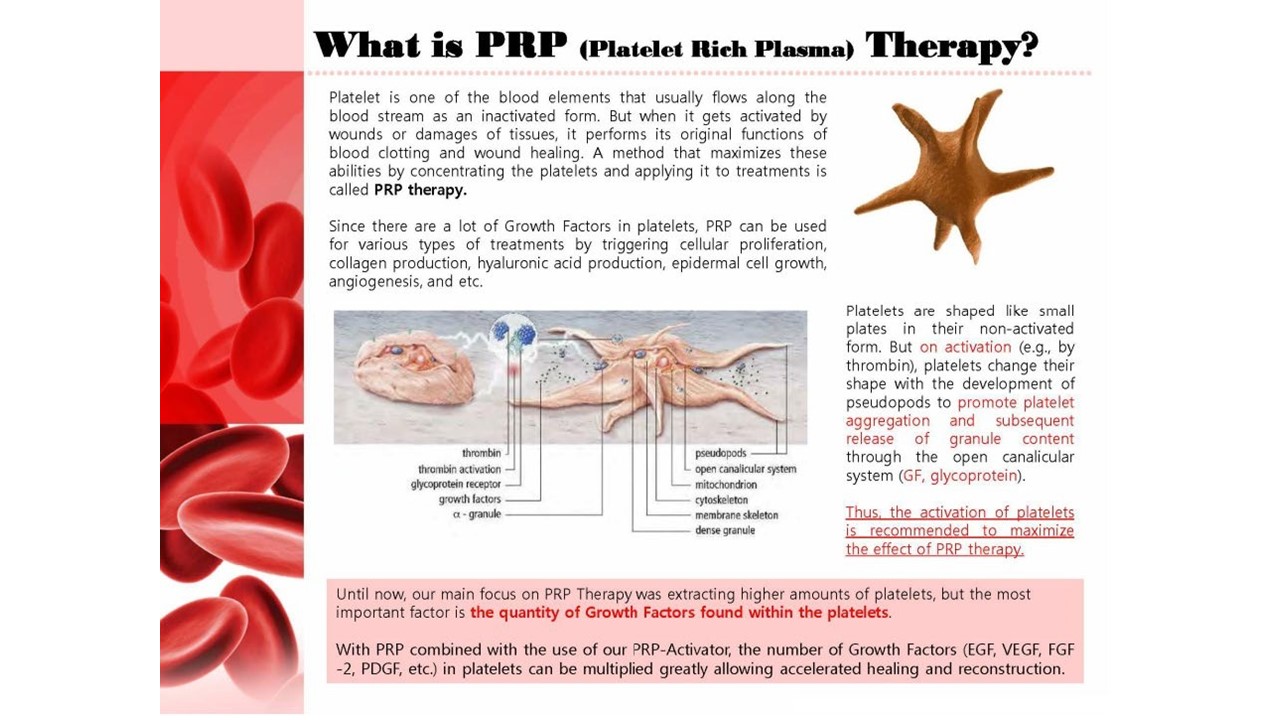 What is PRP (Platelet Rich Plasma) Therapy?
Platelet is one of the blood elements that usually flows along the
blood stream as an inactivated form. But when it gets activated by
wounds or damages of tissues, it performs its original functions of
blood clotting and wound healing. A method that maximizes these
abilities by concentrating the platelets and applying it to treatments is
called PRP therapy.
Since there are a lot of Growth Factors in platelets, PRP can be used
for various types of treatments by triggering cellular proliferation,
collagen production, hyaluronic acid production, epidermal cell growth,
angiogenesis, and etc.
thrombin
thrombin activation
glycoprotein receptor
growth factors
α - granule
pseudopods
open canalicular system
mitochondrion
cytoskeleton
membrane skeleton
dense granule
Platelets are shaped like small
plates in their non-activated
form. But on activation (e.g., by
thrombin), platelets change their
shape with the development of
pseudopods to promote platelet
aggregation and subsequent
release of granule content
through the open canalicular
system (GF, glycoprotein).
Thus, the activation of platelets
is recommended to maximize
the effect of PRP therapy.
Until now, our main focus on PRP Therapy was extracting higher amounts of platelets, but the most
important factor is the quantity of Growth Factors found within the platelets.
With PRP combined with the use of our PRP-Activator, the number of Growth Factors (EGF, VEGF, FGF
-2, PDGF, etc.) in platelets can be multiplied greatly allowing accelerated healing and reconstruction.